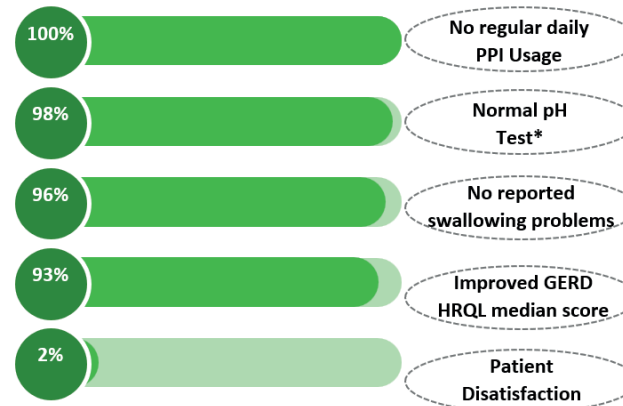 100%
No regular daily
PPI Usage
98%
Normal pH
Test*
96%
No reported
swallowing problems
93%
Improved GERD
HRQL median score
2%
Patient
Disatisfaction